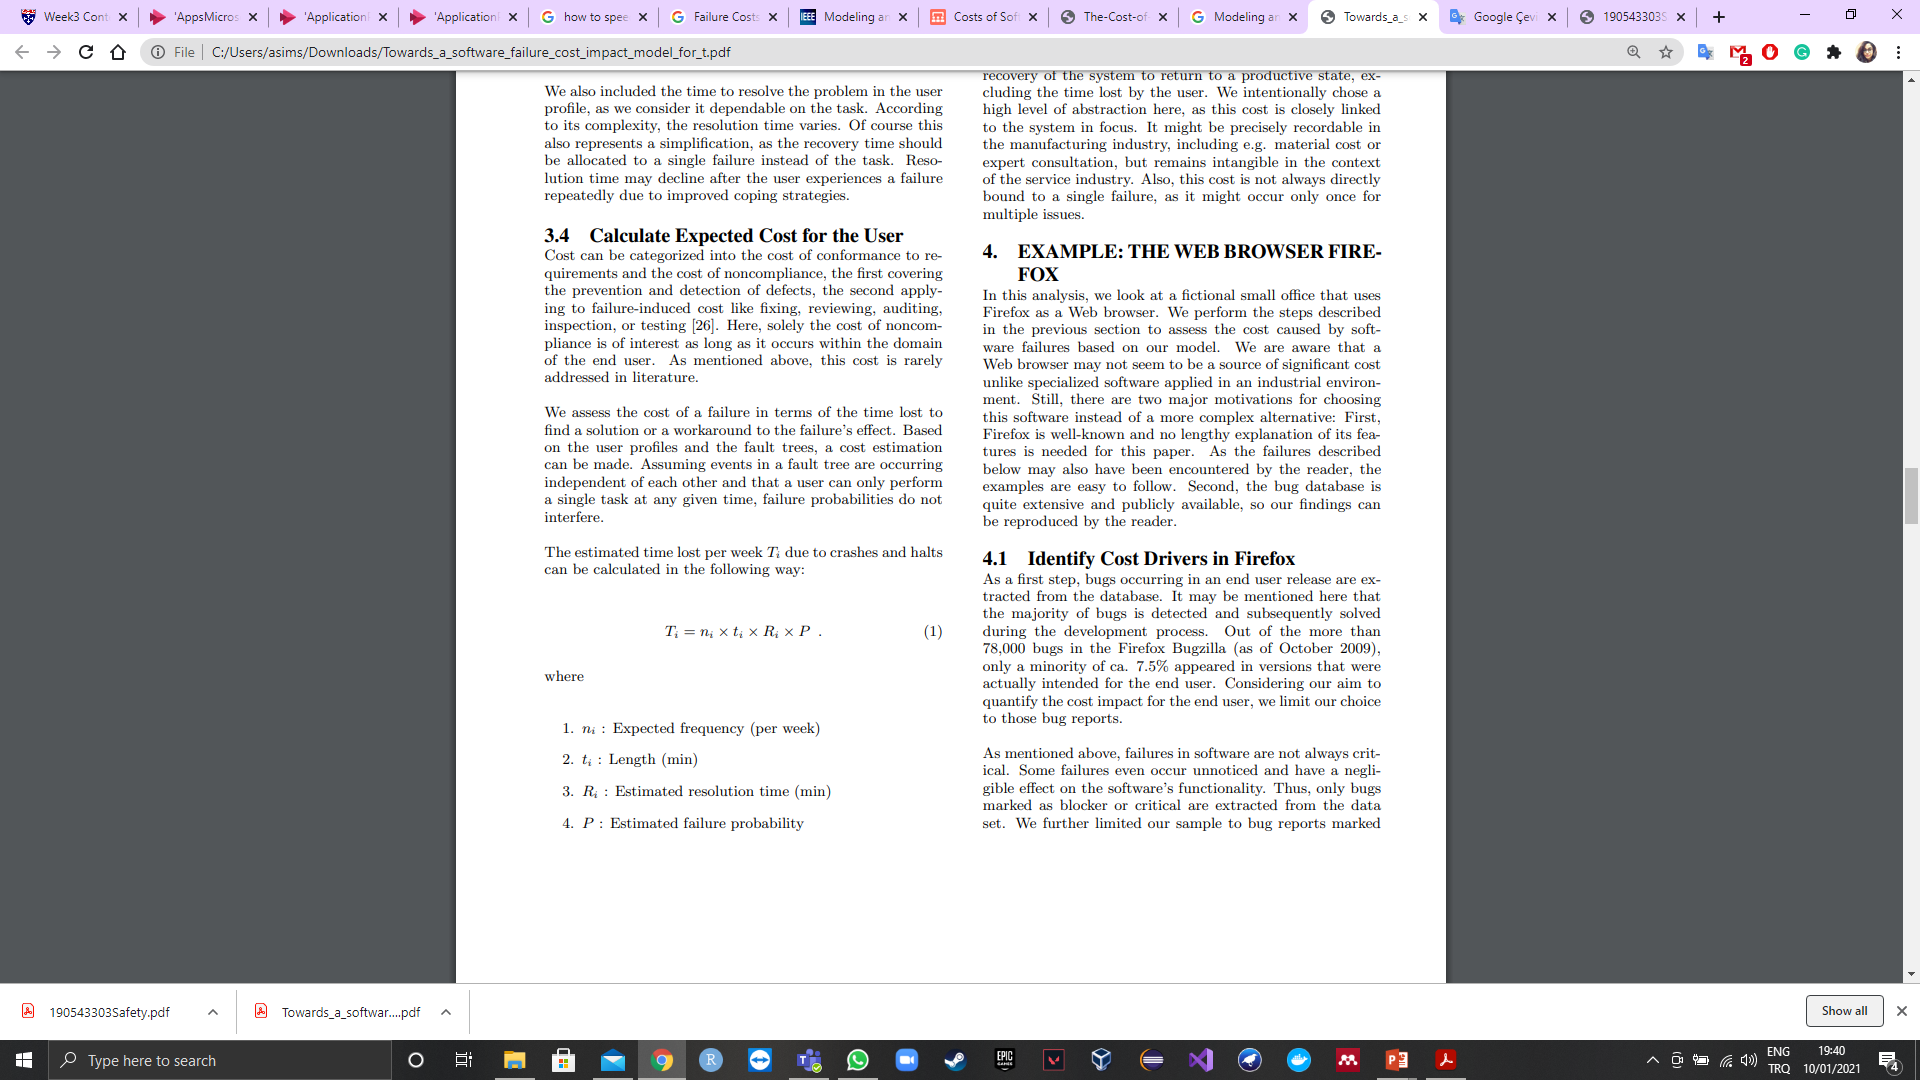 Week3 Cont
'AppsMicros
'Application
'Application
how to spee
Failure Costs
Modeling an
Costs of Sof
The-Cost-of
Modeling an
Towards_a_s
Google Çevi
190543303S
File
C:/Users/asims/Downloads/Towards_a_software_failure_cost_impact_model_for_t.pdf
2
We also included the time to resolve the problem in the user
profile, as we consider it dependable on the task. According
to its complexity, the resolution time varies. Of course this
also represents a simplification, as the recovery time should
be allocated to a single failure instead of the task. Reso-
lution time may decline after the user experiences a failure
repeatedly due to improved coping strategies.
3.4 Calculate Expected Cost for the User
Cost can be categorized into the cost of conformance to re-
quirements and the cost of noncompliance, the first covering
the prevention and detection of defects, the second apply-
ing to failure-induced cost like fixing, reviewing, auditing,
inspection, or testing [26]. Here, solely the cost of noncom-
pliance is of interest as long as it occurs within the domain
of the end user. As mentioned above, this cost is rarely
addressed in literature.
We assess the cost of a failure in terms of the time lost to
find a solution or a workaround to the failure's effect. Based
on the user profiles and the fault trees, a cost estimation
can be made. Assuming events in a fault tree are occurring
independent of each other and that a user can only perform
a single task at any given time, failure probabilities do not
interfere.
The estimated time lost per week Tᵢ due to crashes and halts
can be calculated in the following way:
Tᵢ = nᵢ × tᵢ × Rᵢ × P . (1)
where
1. nᵢ : Expected frequency (per week)
2. tᵢ : Length (min)
3. Rᵢ : Estimated resolution time (min)
4. P : Estimated failure probability
recovery of the system to return to a productive state, ex-
cluding the time lost by the user. We intentionally chose a
high level of abstraction here, as this cost is closely linked
to the system in focus. It might be precisely recordable in
the manufacturing industry, including e.g. material cost or
expert consultation, but remains intangible in the context
of the service industry. Also, this cost is not always directly
bound to a single failure, as it might occur only once for
multiple issues.
4. EXAMPLE: THE WEB BROWSER FIRE-
FOX
In this analysis, we look at a fictional small office that uses
Firefox as a Web browser. We perform the steps described
in the previous section to assess the cost caused by soft-
ware failures based on our model. We are aware that a
Web browser may not seem to be a source of significant cost
unlike specialized software applied in an industrial environ-
ment. Still, there are two major motivations for choosing
this software instead of a more complex alternative: First,
Firefox is well-known and no lengthy explanation of its fea-
tures is needed for this paper. As the failures described
below may also have been encountered by the reader, the
examples are easy to follow. Second, the bug database is
quite extensive and publicly available, so our findings can
be reproduced by the reader.
4.1 Identify Cost Drivers in Firefox
As a first step, bugs occurring in an end user release are ex-
tracted from the database. It may be mentioned here that
the majority of bugs is detected and subsequently solved
during the development process. Out of the more than
78,000 bugs in the Firefox Bugzilla (as of October 2009),
only a minority of ca. 7.5% appeared in versions that were
actually intended for the end user. Considering our aim to
quantify the cost impact for the end user, we limit our choice
to those bug reports.
As mentioned above, failures in software are not always crit-
ical. Some failures even occur unnoticed and have a negli-
gible effect on the software's functionality. Thus, only bugs
marked as blocker or critical are extracted from the data
set. We further limited our sample to bug reports marked
190543303Safety.pdf
Towards_a_softwar....pdf
Show all
Type here to search
EPIC GAMES
ENG
TRQ
19:40
10/01/2021
4